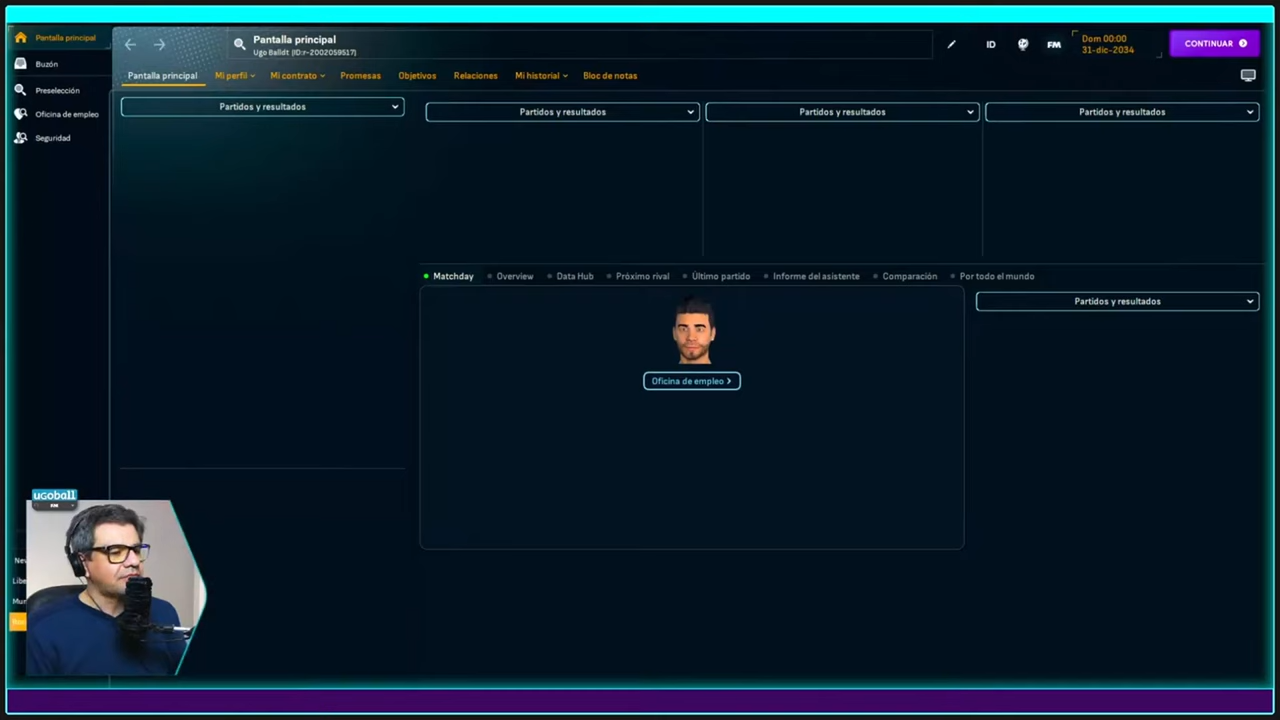 Pantalla principal
Buzón
Preselección
Oficina de empleo
Seguridad
Pantalla principal
Ugo Balldt (ID:r-2002059517)
ID
FM
Dom 00:00
31-dic-2034
CONTINUAR
Pantalla principal
Mi perfil
Mi contrato
Promesas
Objetivos
Relaciones
Mi historial
Bloc de notas
Partidos y resultados
Partidos y resultados
Partidos y resultados
Partidos y resultados
Matchday
Overview
Data Hub
Próximo rival
Último partido
Informe del asistente
Comparación
Por todo el mundo
Partidos y resultados
Oficina de empleo
ugoball
FM